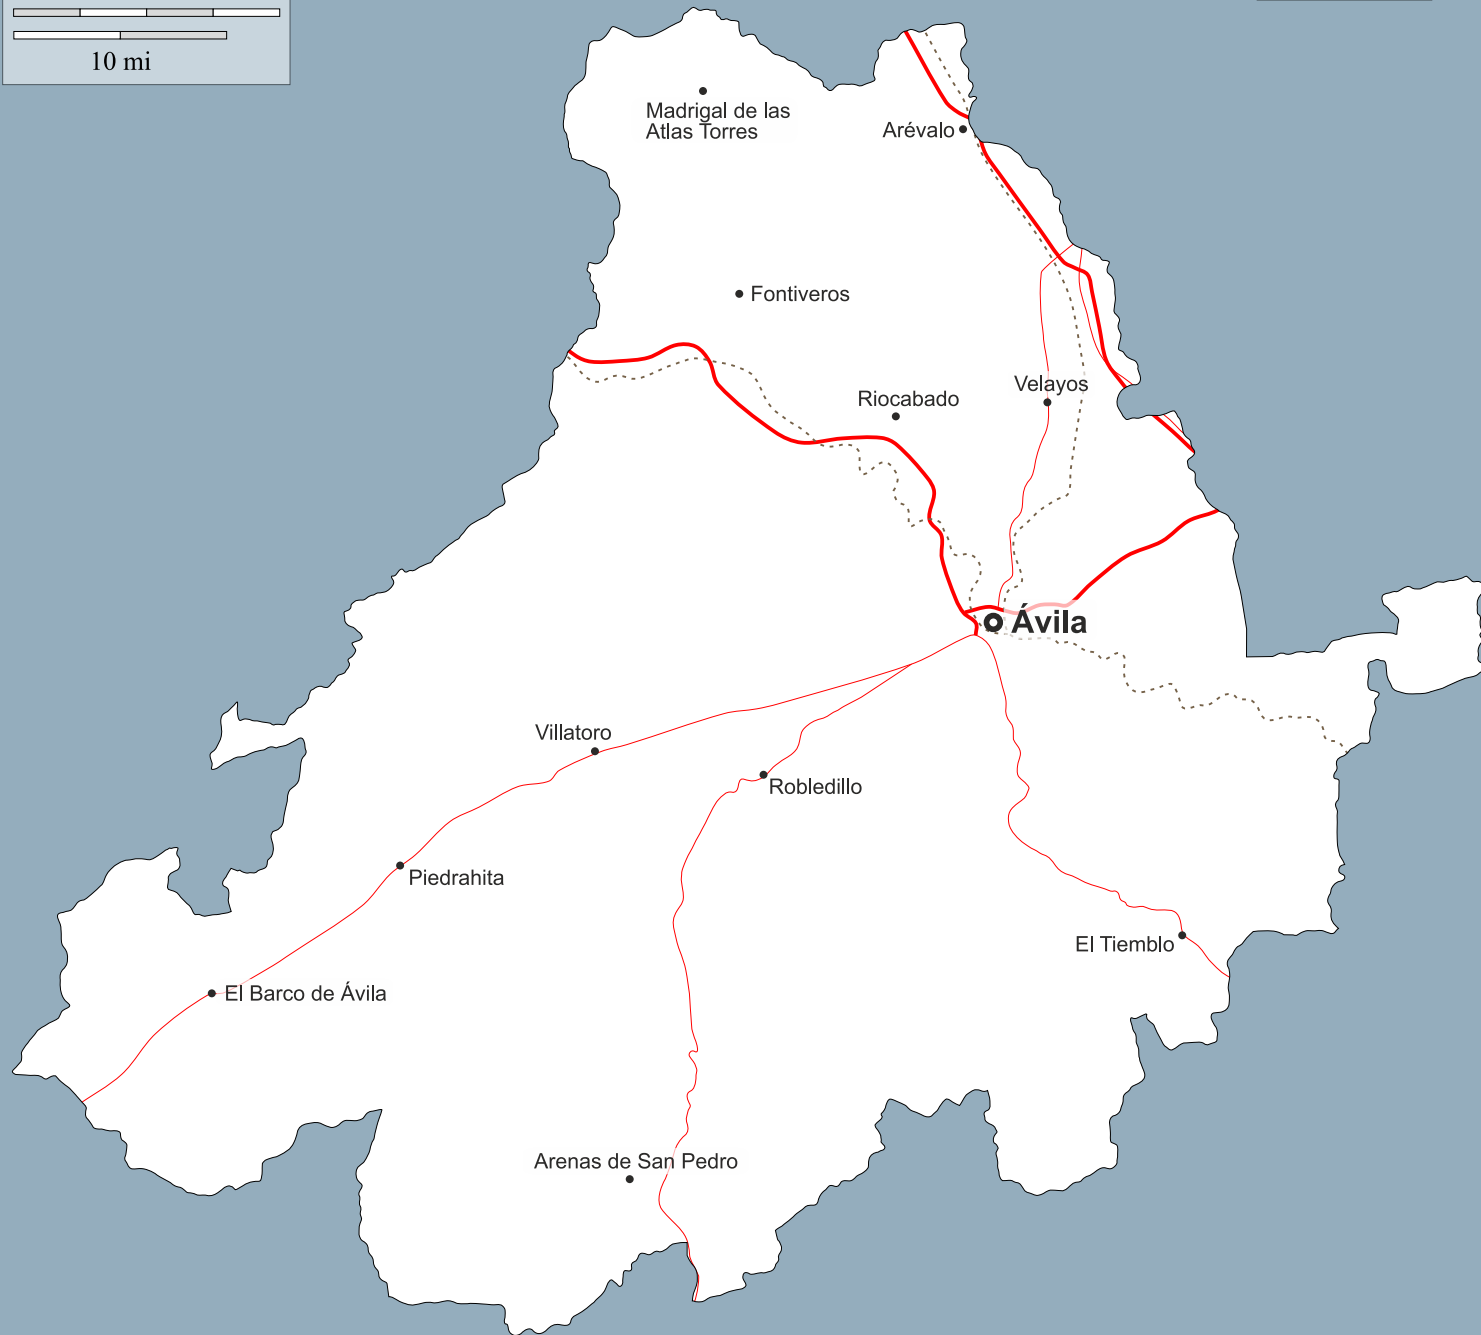 10 mi
Madrigal de las
Atlas Torres
Arévalo
Fontiveros
Velayos
Riocabado
Ávila
Villatoro
Robledillo
Piedrahita
El Tiemblo
El Barco de Ávila
Arenas de San Pedro